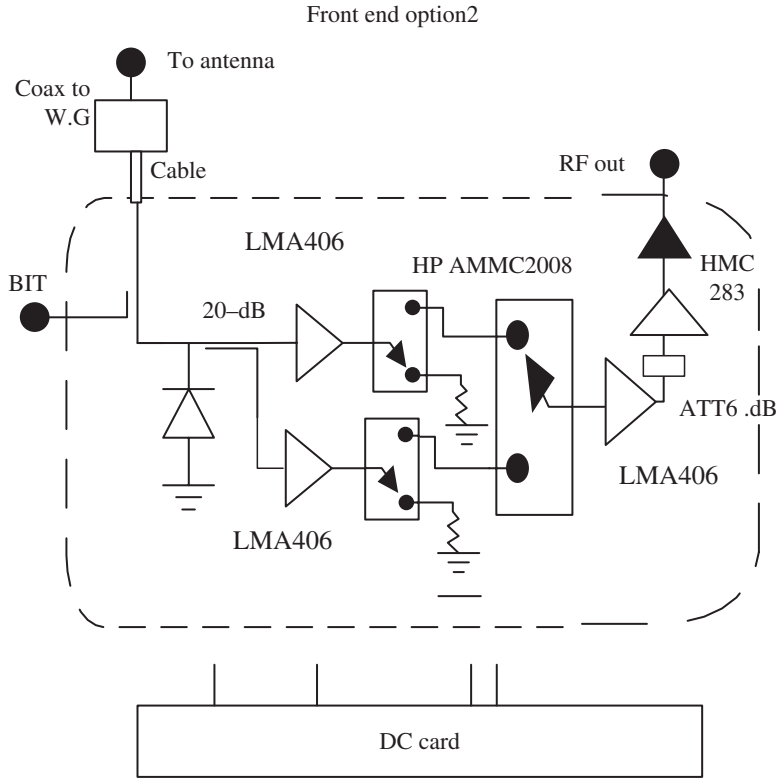 Front end option2
To antenna
Coax to
W.G
Cable
RF out
LMA406
HP AMMC2008
HMC
283
BIT
20–dB
ATT6 .dB
LMA406
LMA406
DC card